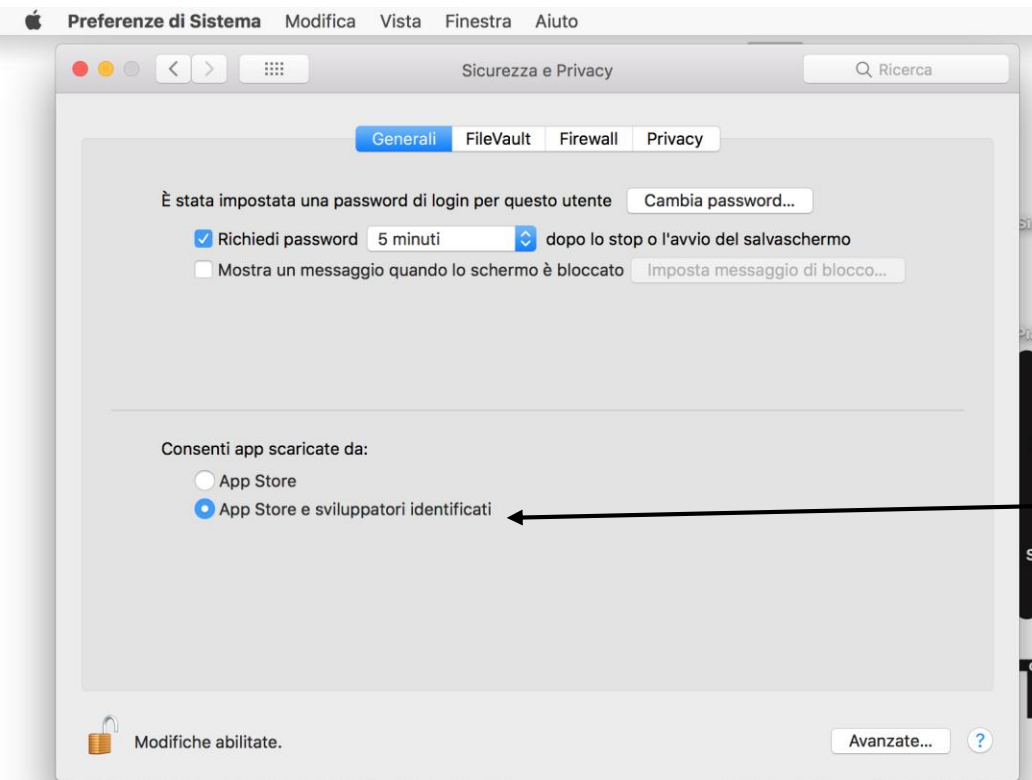 Preferenze di Sistema Modifica Vista Finestra Aiuto
Sicurezza e Privacy Ricerca
Generali FileVault Firewall Privacy
È stata impostata una password di login per questo utente Cambia password...
Richiedi password 5 minuti dopo lo stop o l'avvio del salvaschermo
Mostra un messaggio quando lo schermo è bloccato Imposta messaggio di blocco...
Consenti app scaricate da:
App Store
App Store e sviluppatori identificati
Modifiche abilitate.
Avanzate... ?